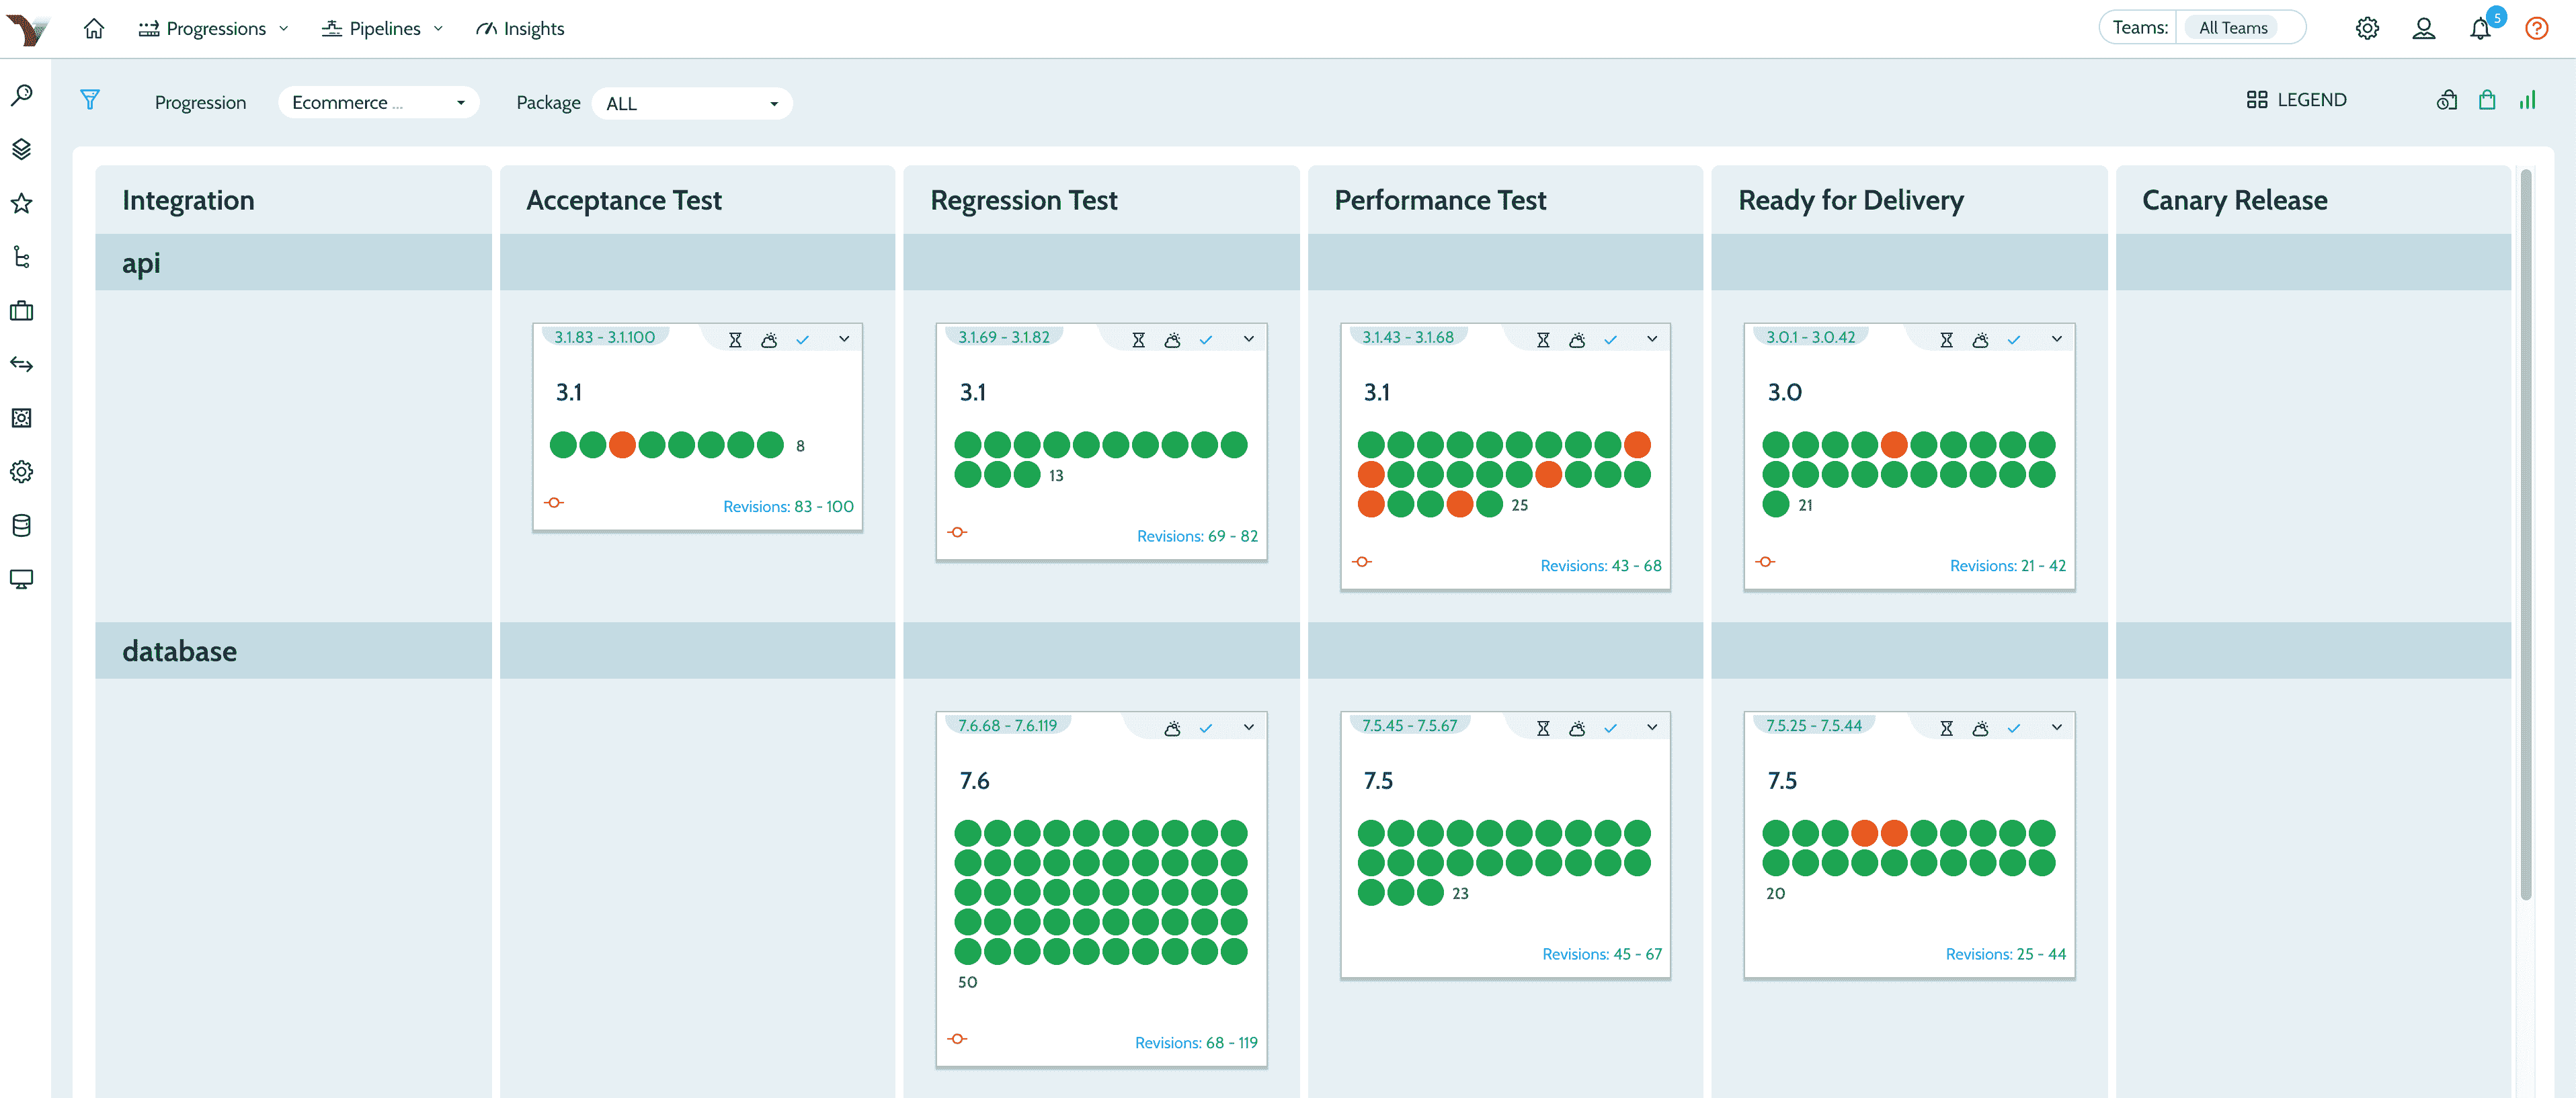 Progressions
Pipelines
Insights
Teams: All Teams
5
Progression Ecommerce ...
Package ALL
LEGEND
Integration
Acceptance Test
Regression Test
Performance Test
Ready for Delivery
Canary Release
api
3.1.83 - 3.1.100
3.1
8
Revisions: 83 - 100
3.1.69 - 3.1.82
3.1
13
Revisions: 69 - 82
3.1.43 - 3.1.68
3.1
25
Revisions: 43 - 68
3.0.1 - 3.0.42
3.0
21
Revisions: 21 - 42
database
7.6.68 - 7.6.119
7.6
50
Revisions: 68 - 119
7.5.45 - 7.5.67
7.5
23
Revisions: 45 - 67
7.5.25 - 7.5.44
7.5
20
Revisions: 25 - 44